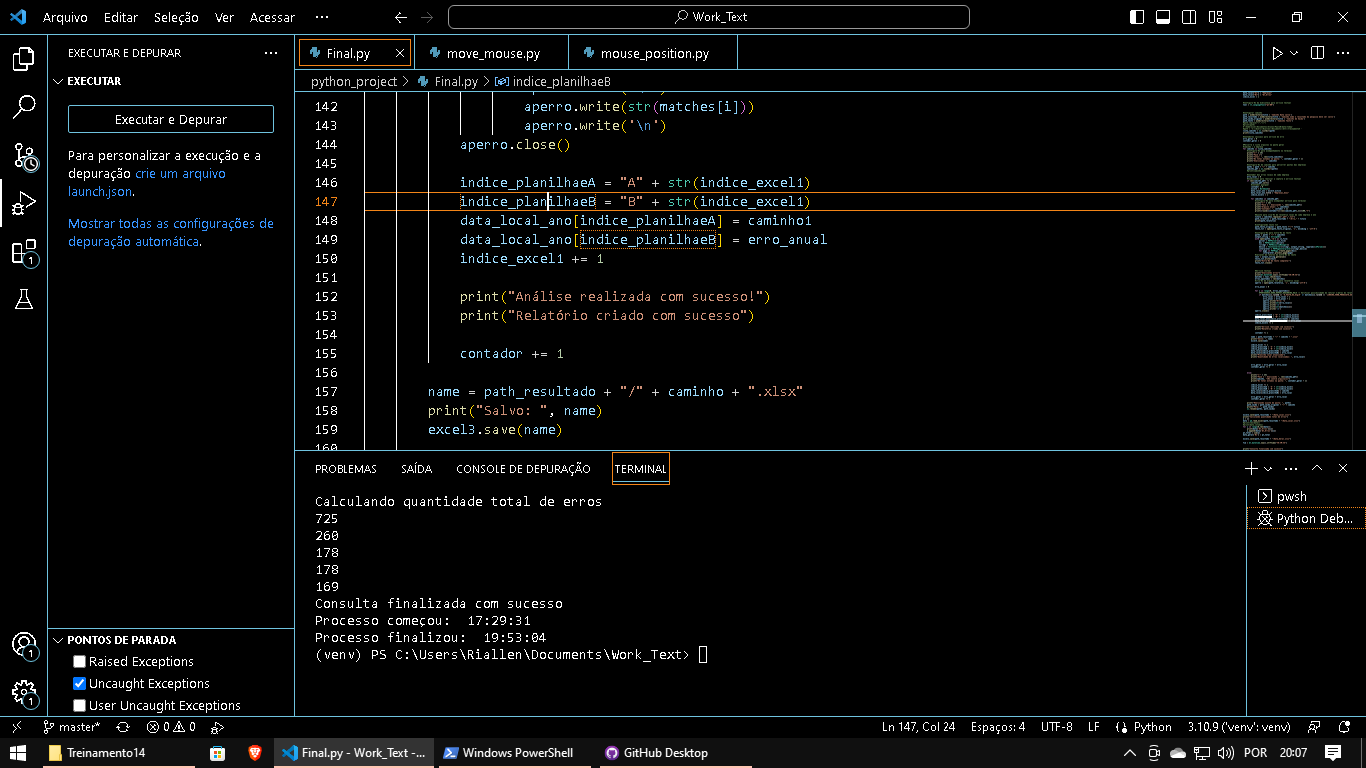 Arquivo Editar Seleção Ver Acessar ··· Work_Text
EXECUTAR E DEPURAR ···
EXECUTAR
Executar e Depurar
Para personalizar a execução e a
depuração crie um arquivo
launch.json.
Mostrar todas as configurações de
depuração automática.
PONTOS DE PARADA
Raised Exceptions
Uncaught Exceptions
User Uncaught Exceptions
1
1
1
Final.py move_mouse.py mouse_position.py
python_project > Final.py > indice_planilhaeB
142 aperro.write(str(matches[i]))
143 aperro.write('\n')
144 aperro.close()
145
146 indice_planilhaeA = "A" + str(indice_excel1)
147 indice_planilhaeB = "B" + str(indice_excel1)
148 data_local_ano[indice_planilhaeA] = caminho1
149 data_local_ano[indice_planilhaeB] = erro_anual
150 indice_excel1 += 1
151
152 print("Análise realizada com sucesso!")
153 print("Relatório criado com sucesso")
154
155 contador += 1
156
157 name = path_resultado + "/" + caminho + ".xlsx"
158 print("Salvo: ", name)
159 excel3.save(name)
160
PROBLEMAS SAÍDA CONSOLE DE DEPURAÇÃO TERMINAL
Calculando quantidade total de erros
725
260
178
178
169
Consulta finalizada com sucesso
Processo começou:  17:29:31
Processo finalizou:  19:53:04
(venv) PS C:\Users\Riallen\Documents\Work_Text>
pwsh
Python Deb...
master* 0 0 Ln 147, Col 24 Espaços: 4 UTF-8 LF Python 3.10.9 ('venv': venv)
Treinamento14 Final.py - Work_Text -... Windows PowerShell GitHub Desktop POR 20:07